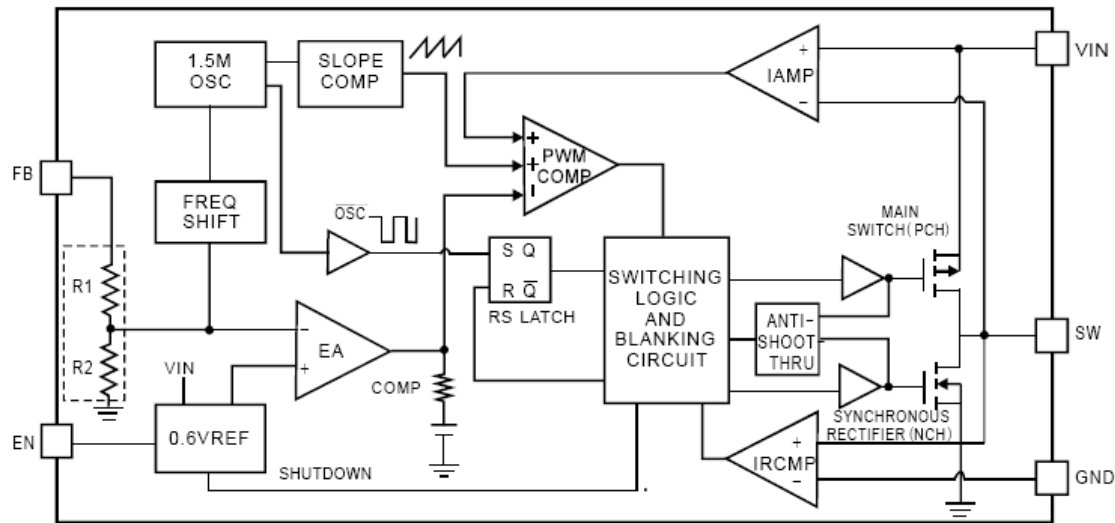 1.5M
OSC
SLOPE
COMP
IAMP
+
−
VIN
FB
FREQ
SHIFT
+
+
−
PWM
COMP
OSC
MAIN
SWITCH(PCH)
R1
R2
S Q
R Q
RS LATCH
SWITCHING
LOGIC
AND
BLANKING
CIRCUIT
ANTI-
SHOOT-
THRU
SW
−
+
EA
VIN
COMP
EN
0.6VREF
SHUTDOWN
SYNCHRONOUS
RECTIFIER (NCH)
+
−
IRCMP
GND